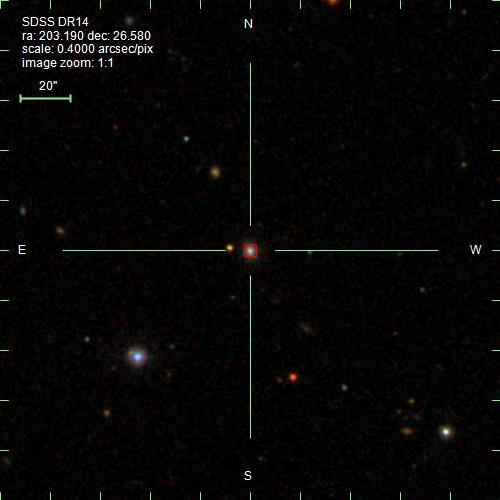 SDSS DR14
ra: 203.190 dec: 26.580
scale: 0.4000 arcsec/pix
image zoom: 1:1
20"
N
E
W
S